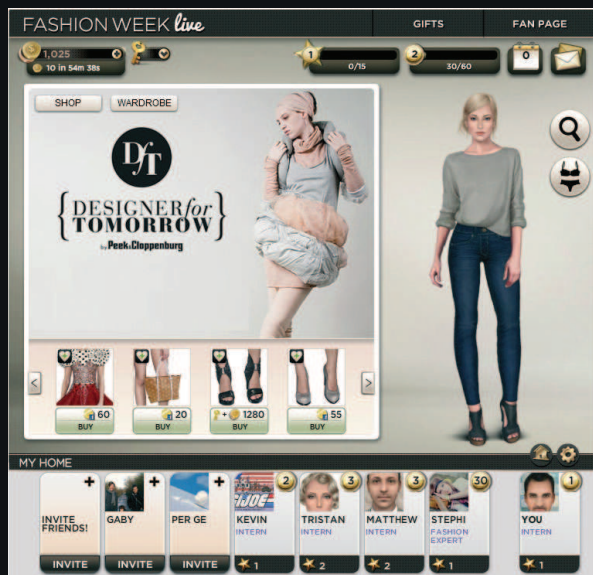 FASHION WEEK live
GIFTS
FAN PAGE
1,025
10 in 54m 38s
1
0/15
2
30/60
0
SHOP
WARDROBE
DfT
{DESIGNER for
TOMORROW}
by Peek&Cloppenburg
60
BUY
20
BUY
+ 1280
BUY
55
BUY
MY HOME
INVITE
FRIENDS!
INVITE
GABY
INVITE
PER GE
INVITE
GIJOE
2
KEVIN
INTERN
1
3
TRISTAN
INTERN
2
3
MATTHEW
INTERN
2
30
STEPHI
FASHION
EXPERT
1
1
YOU
INTERN
1